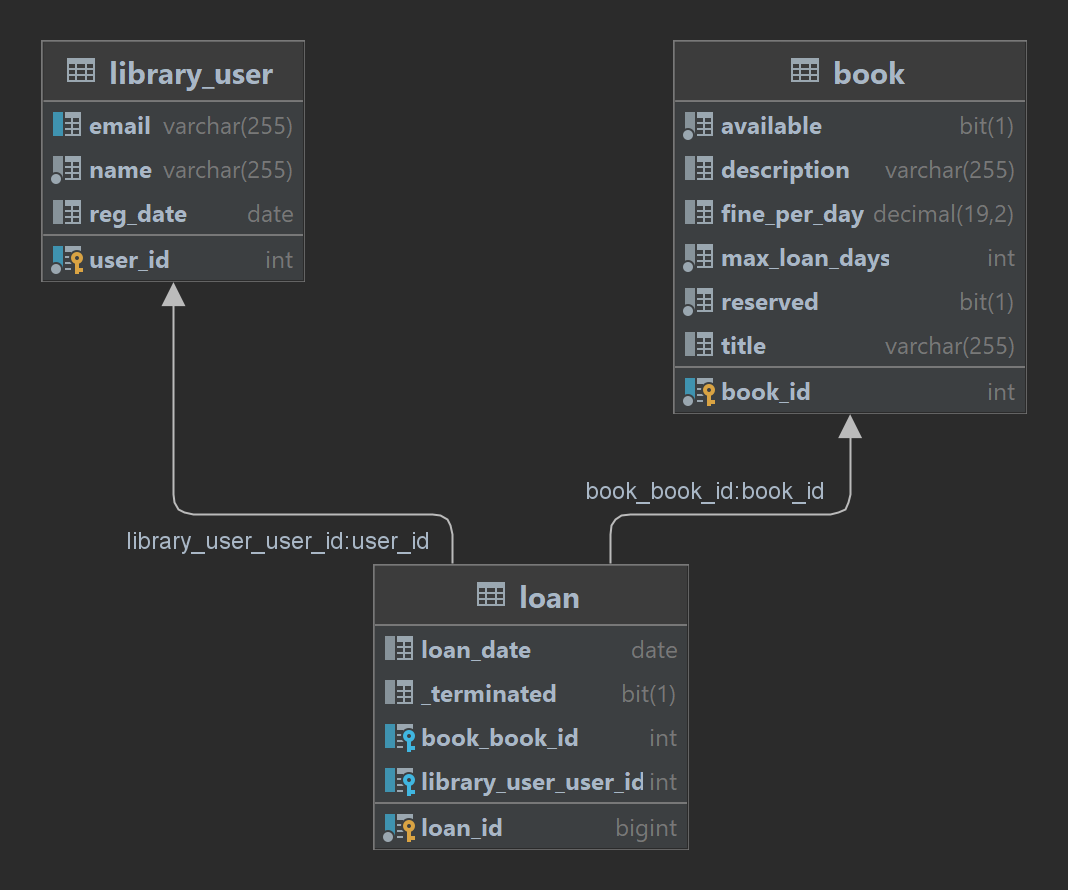 library_user
email varchar(255)
name varchar(255)
reg_date date
user_id int
book
available bit(1)
description varchar(255)
fine_per_day decimal(19,2)
max_loan_days int
reserved bit(1)
title varchar(255)
book_id int
book_book_id:book_id
library_user_user_id:user_id
loan
loan_date date
_terminated bit(1)
book_book_id int
library_user_user_id int
loan_id bigint